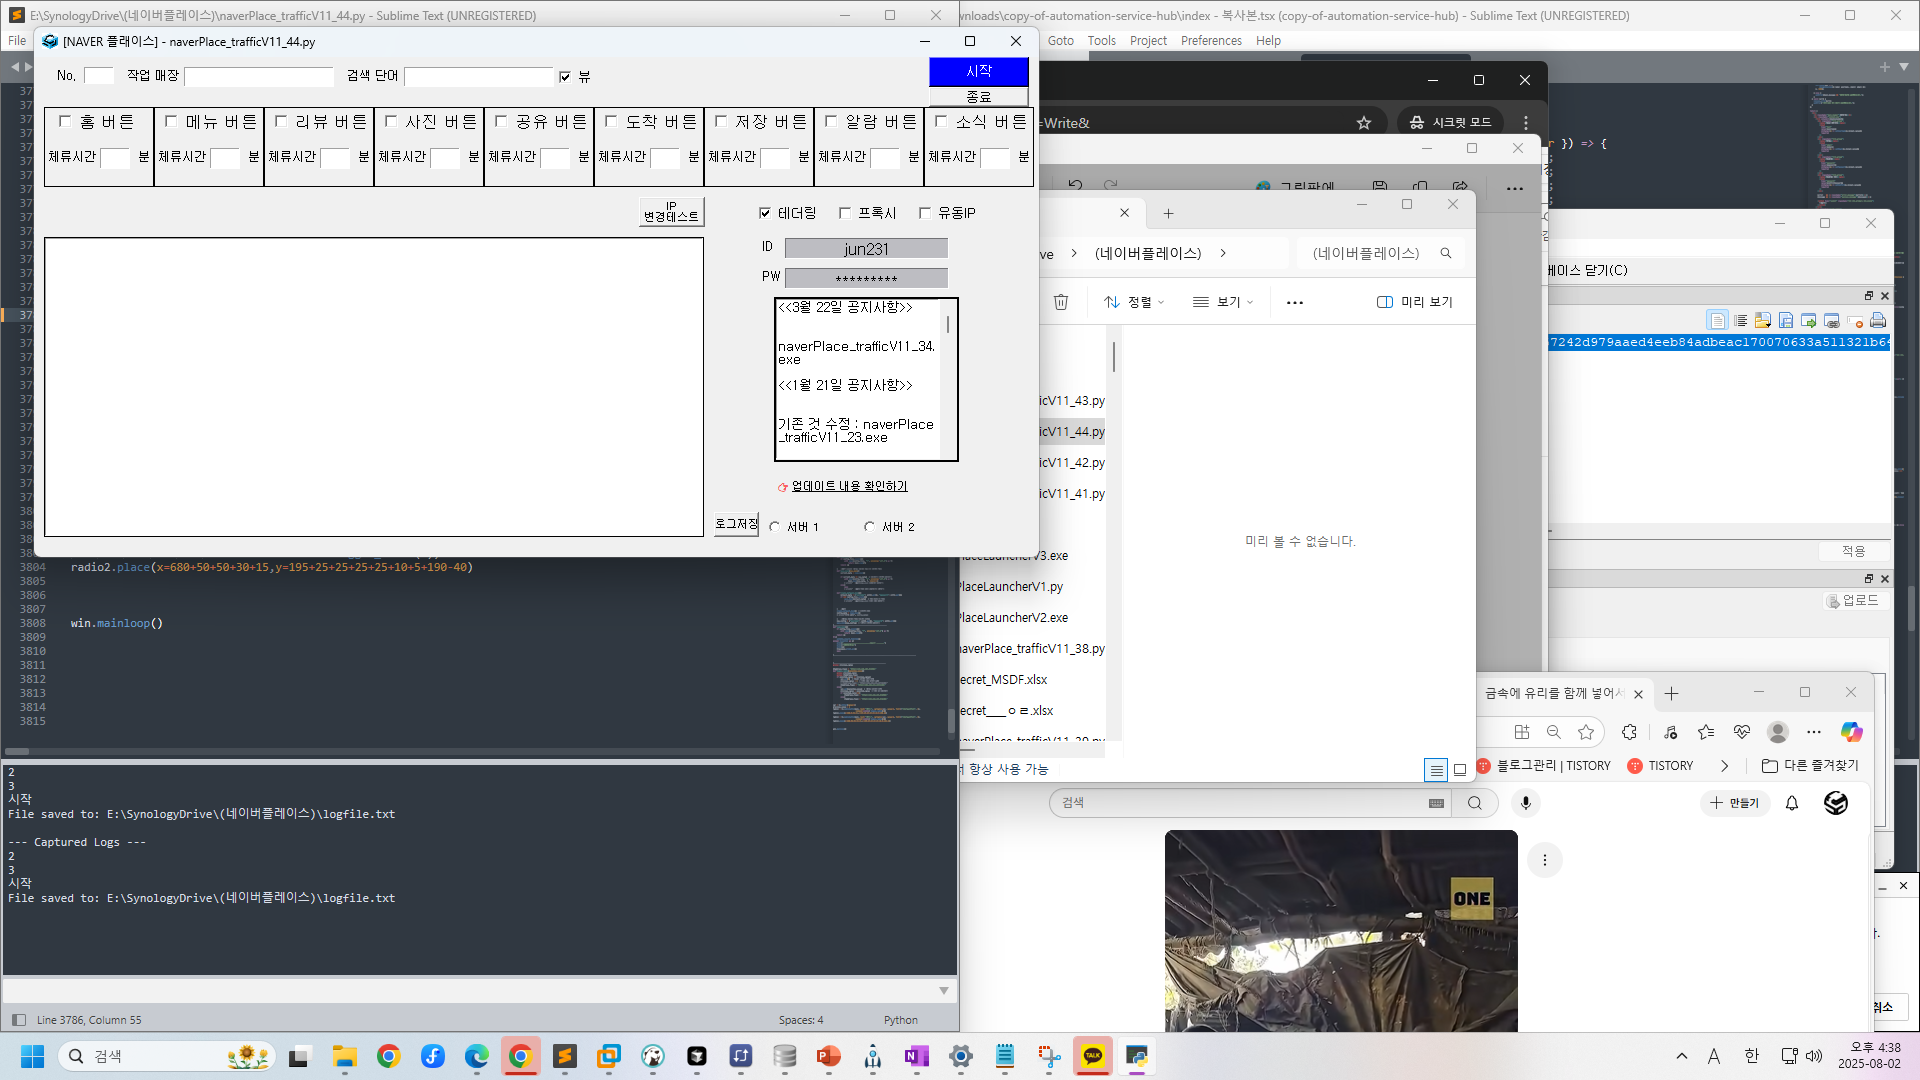 E:\SynologyDrive\(네이버플레이스)\naverPlace_trafficV11_44.py - Sublime Text (UNREGISTERED)
wnloads\copy-of-automation-service-hub\index - 복사본.tsx (copy-of-automation-service-hub) - Sublime Text (UNREGISTERED)
File
Goto Tools Project Preferences Help
[NAVER 플래이스] - naverPlace_trafficV11_44.py
No. 작업 매장 검색 단어 뷰
시작
종료
홈 버튼 메뉴 버튼 리뷰 버튼 사진 버튼 공유 버튼 도착 버튼 저장 버튼 알람 버튼 소식 버튼
체류시간 분 체류시간 분 체류시간 분 체류시간 분 체류시간 분 체류시간 분 체류시간 분 체류시간 분 체류시간 분
IP
변경테스트
테더링 프록시 유동IP
ID jun231
PW *********
<<3월 22일 공지사항>>
naverPlace_trafficV11_34.
exe
<<1월 21일 공지사항>>
기존 것 수정 : naverPlace
_trafficV11_23.exe
업데이트 내용 확인하기
로그저장 서버 1 서버 2
3804 radio2.place(x=680+50+50+30+15,y=195+25+25+25+25+10+5+190-40)
3805
3806
3807
3808 win.mainloop()
3809
3810
3811
3812
3813
3814
3815
2
3
시작
File saved to: E:\SynologyDrive\(네이버플레이스)\logfile.txt
--- Captured Logs ---
2
3
시작
File saved to: E:\SynologyDrive\(네이버플레이스)\logfile.txt
Line 3786, Column 55
Spaces: 4
Python
=Write&
시크릿 모드
r }) => {
그림판에
ve > (네이버플레이스) >
(네이버플레이스)
정렬
보기
미리 보기
ficV11_43.py
ficV11_44.py
ficV11_42.py
ficV11_41.py
laceLauncherV3.exe
PlaceLauncherV1.py
PlaceLauncherV2.exe
naverPlace_trafficV11_38.py
ecret_MSDF.xlsx
ecret___ㅇㄹ.xlsx
naverPlace_trafficV11_39.py
미리 볼 수 없습니다.
서 항상 사용 가능
베이스 닫기(C)
7242d979aaed4eeb84adbeac170070633a511321b64
적용
업로드
금속에 유리를 함께 넣어서
블로그관리 | TISTORY
TISTORY
다른 즐겨찾기
검색
만들기
ONE
취소
검색
TALK
A
한
오후 4:38
2025-08-02